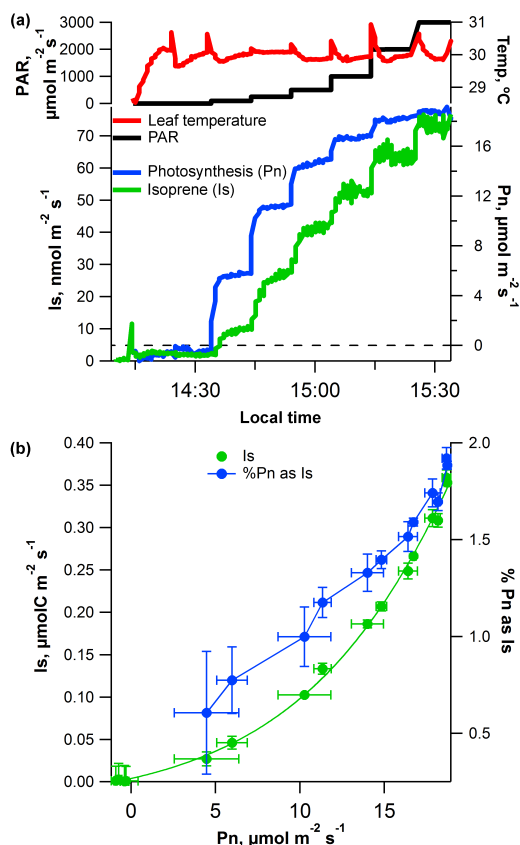 (a)
PAR,
µmol m⁻² s⁻¹
3000
2000
1000
0
31
30
29
Temp, °C
Leaf temperature
PAR
Photosynthesis (Pn)
Isoprene (Is)
Is, nmol m⁻² s⁻¹
70
60
50
40
30
20
10
0
16
12
8
4
0
Pn, µmol m⁻² s⁻¹
14:30
15:00
15:30
Local time
(b)
Is
%Pn as Is
Is, µmolC m⁻² s⁻¹
0.40
0.35
0.30
0.25
0.20
0.15
0.10
0.05
0.00
2.0
1.5
1.0
0.5
% Pn as Is
0
5
10
15
Pn, µmol m⁻² s⁻¹